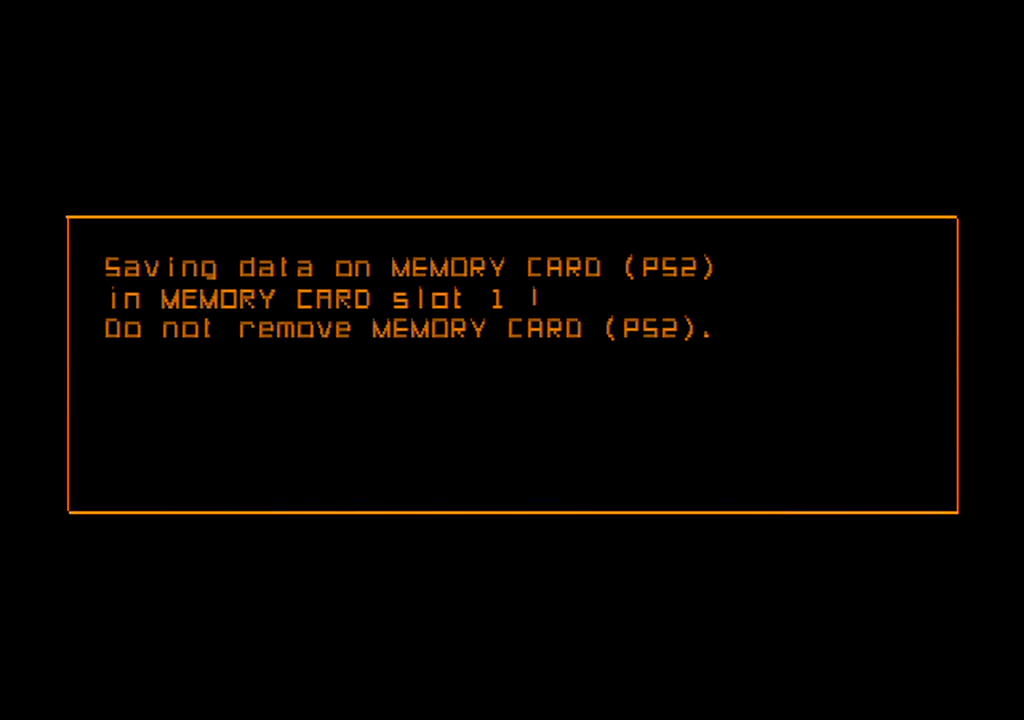 Saving data on MEMORY CARD (PS2)
in MEMORY CARD slot 1 |
Do not remove MEMORY CARD (PS2).